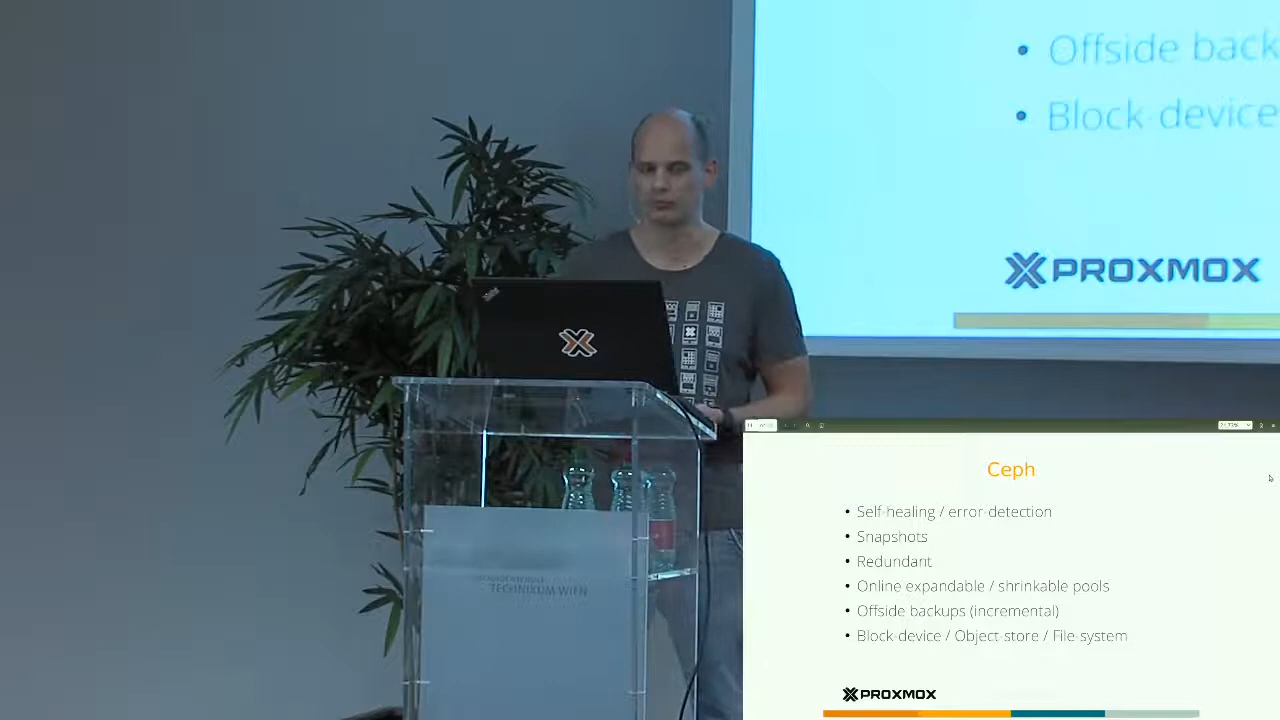 Offside back
Block-device
PROXMOX
TECHNIKUM WIEN
Ceph
• Self-healing / error-detection
• Snapshots
• Redundant
• Online expandable / shrinkable pools
• Offside backups (incremental)
• Block-device / Object-store / File-system
PROXMOX